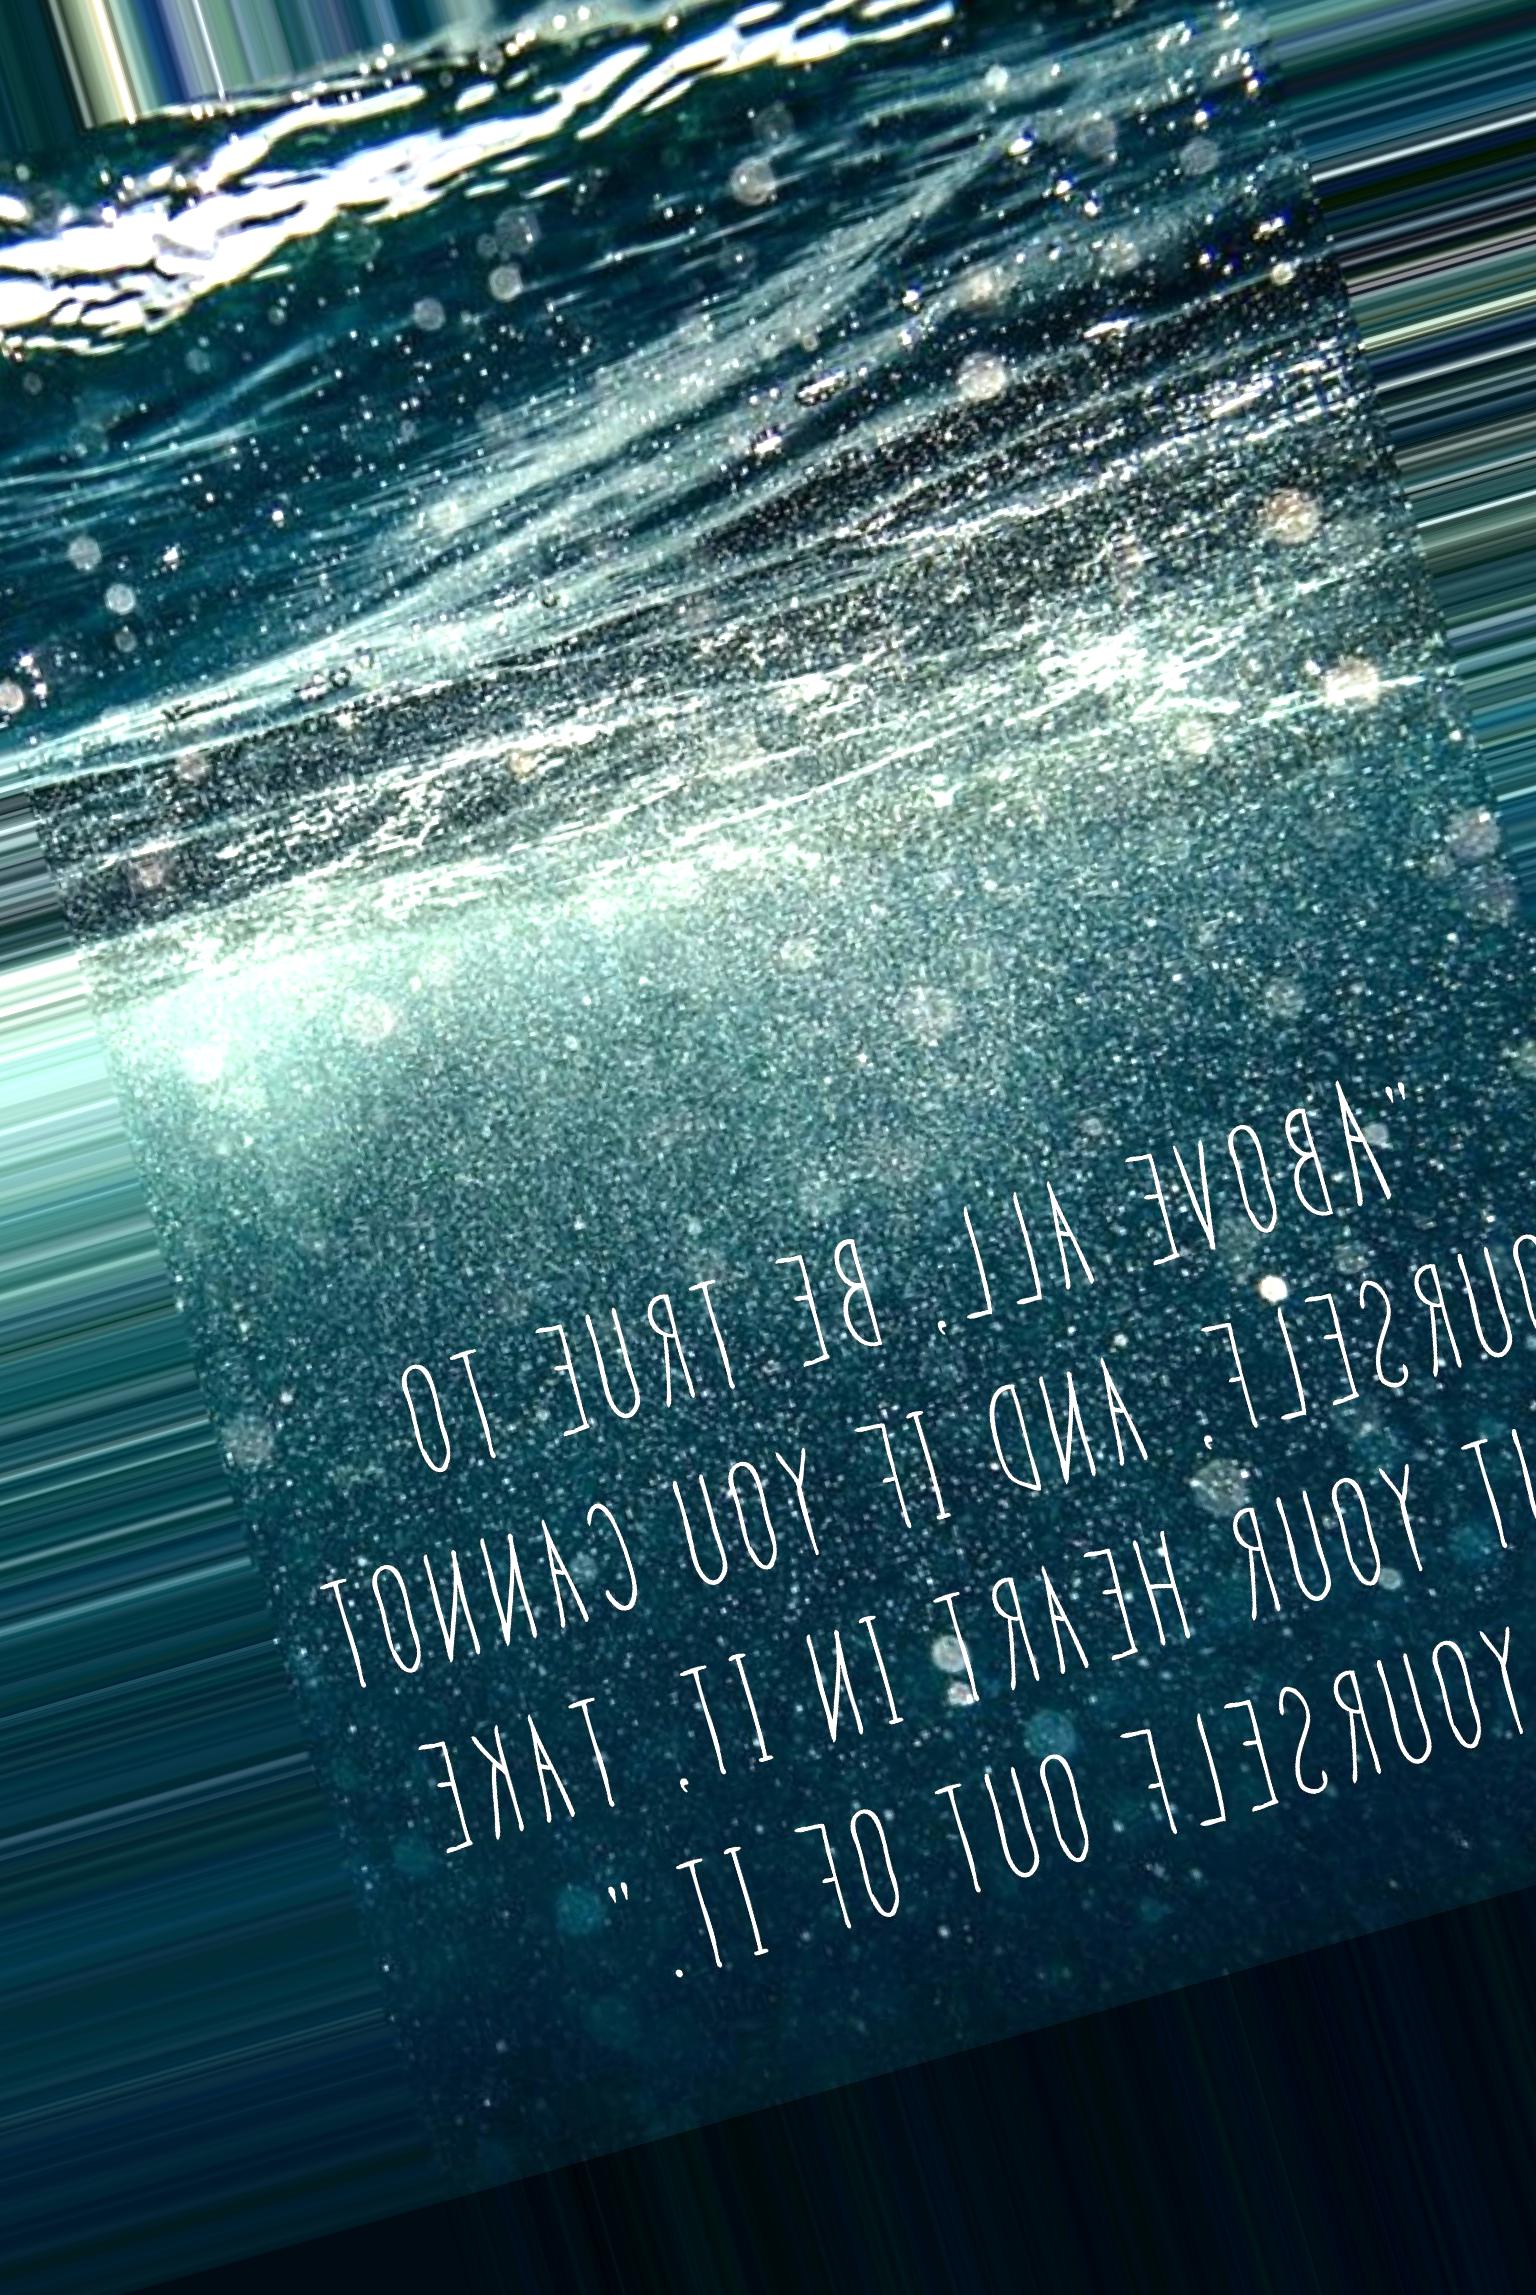 "ABOVE ALL, BE TRUE TO
OURSELF, AND IF YOU CANNOT
UT YOUR HEART IN IT, TAKE
YOURSELF OUT OF IT. "